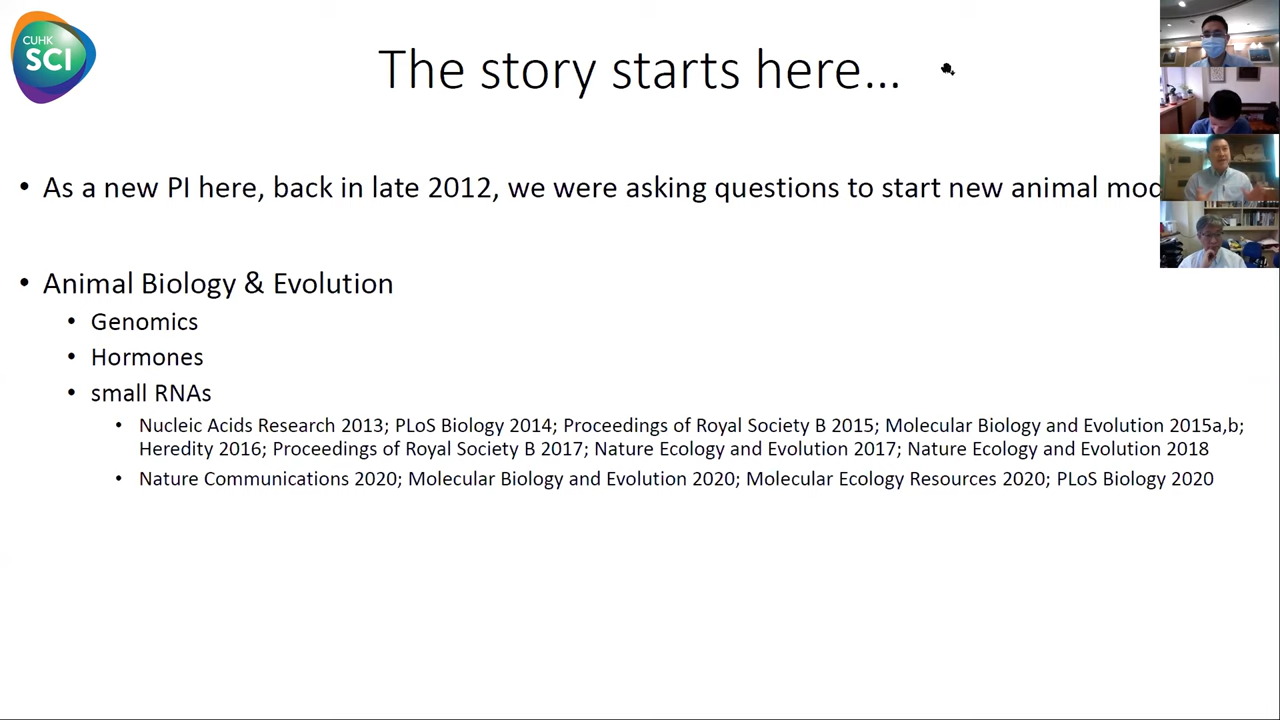 CUHK
SCI
The story starts here...
• As a new PI here, back in late 2012, we were asking questions to start new animal mod
• Animal Biology & Evolution
• Genomics
• Hormones
• small RNAs
• Nucleic Acids Research 2013; PLoS Biology 2014; Proceedings of Royal Society B 2015; Molecular Biology and Evolution 2015a,b;
Heredity 2016; Proceedings of Royal Society B 2017; Nature Ecology and Evolution 2017; Nature Ecology and Evolution 2018
• Nature Communications 2020; Molecular Biology and Evolution 2020; Molecular Ecology Resources 2020; PLoS Biology 2020